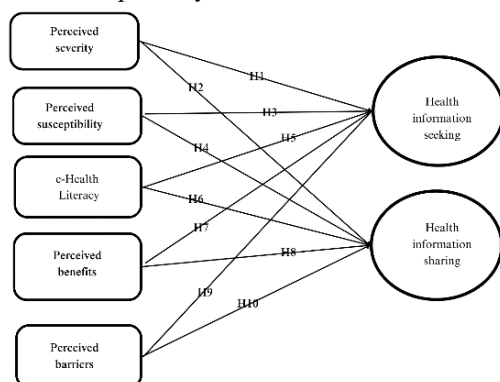 Perceived
severity
Perceived
susceptibility
e-Health
Literacy
Perceived
benefits
Perceived
barriers
H1
H2
H3
H4
H5
H6
H7
H8
H9
H10
Health
information
seeking
Health
information
sharing